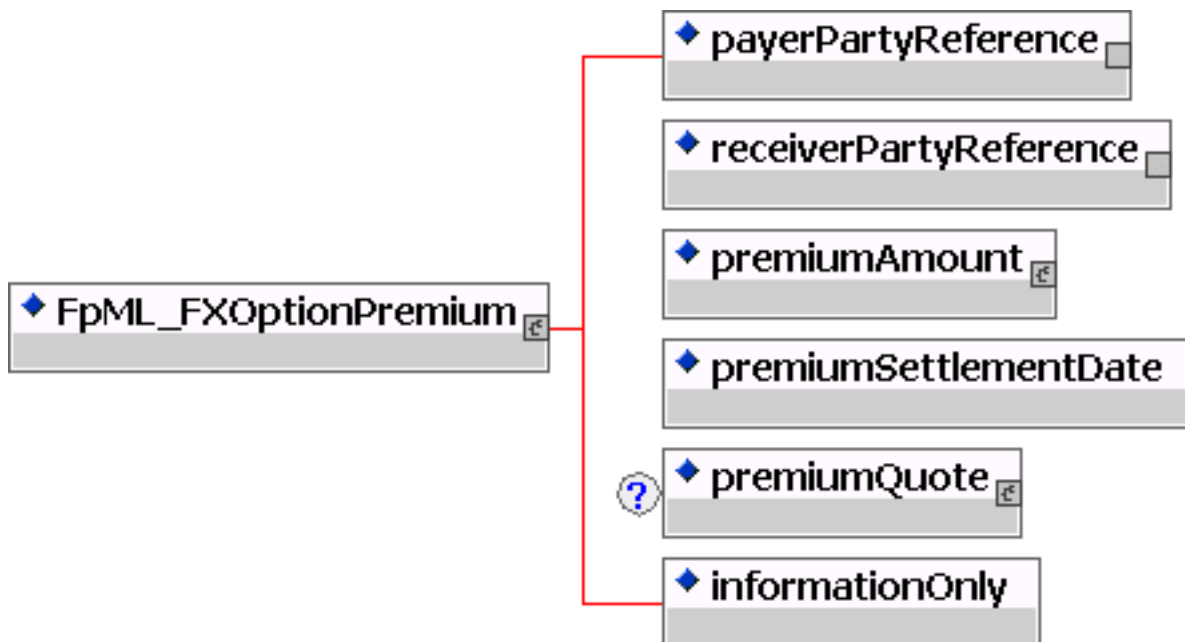 payerPartyReference
receiverPartyReference
premiumAmount
FpML_FXOptionPremium
premiumSettlementDate
?
premiumQuote
informationOnly